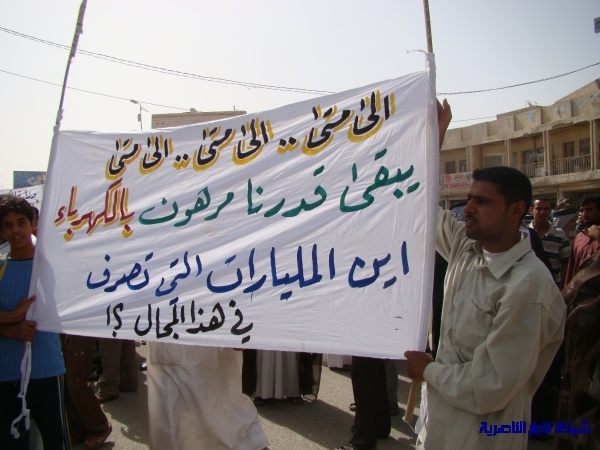 الى متى .. الى متى .. الى متى
يبقى قدرنا مرهون بالكهرباء
اين المليارات التي تصرف
في هذا المجال ؟!
شبكة اخبار الناصرية